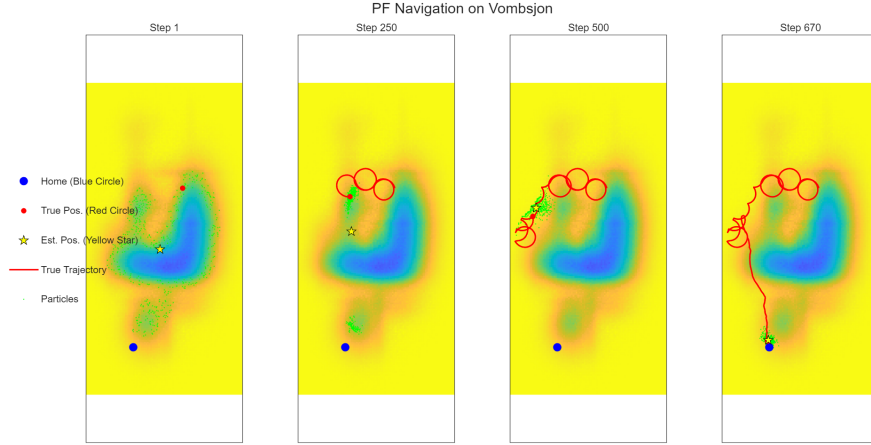 PF Navigation on Vombsjon
Step 1
Step 250
Step 500
Step 670
Home (Blue Circle)
True Pos. (Red Circle)
Est. Pos. (Yellow Star)
True Trajectory
Particles